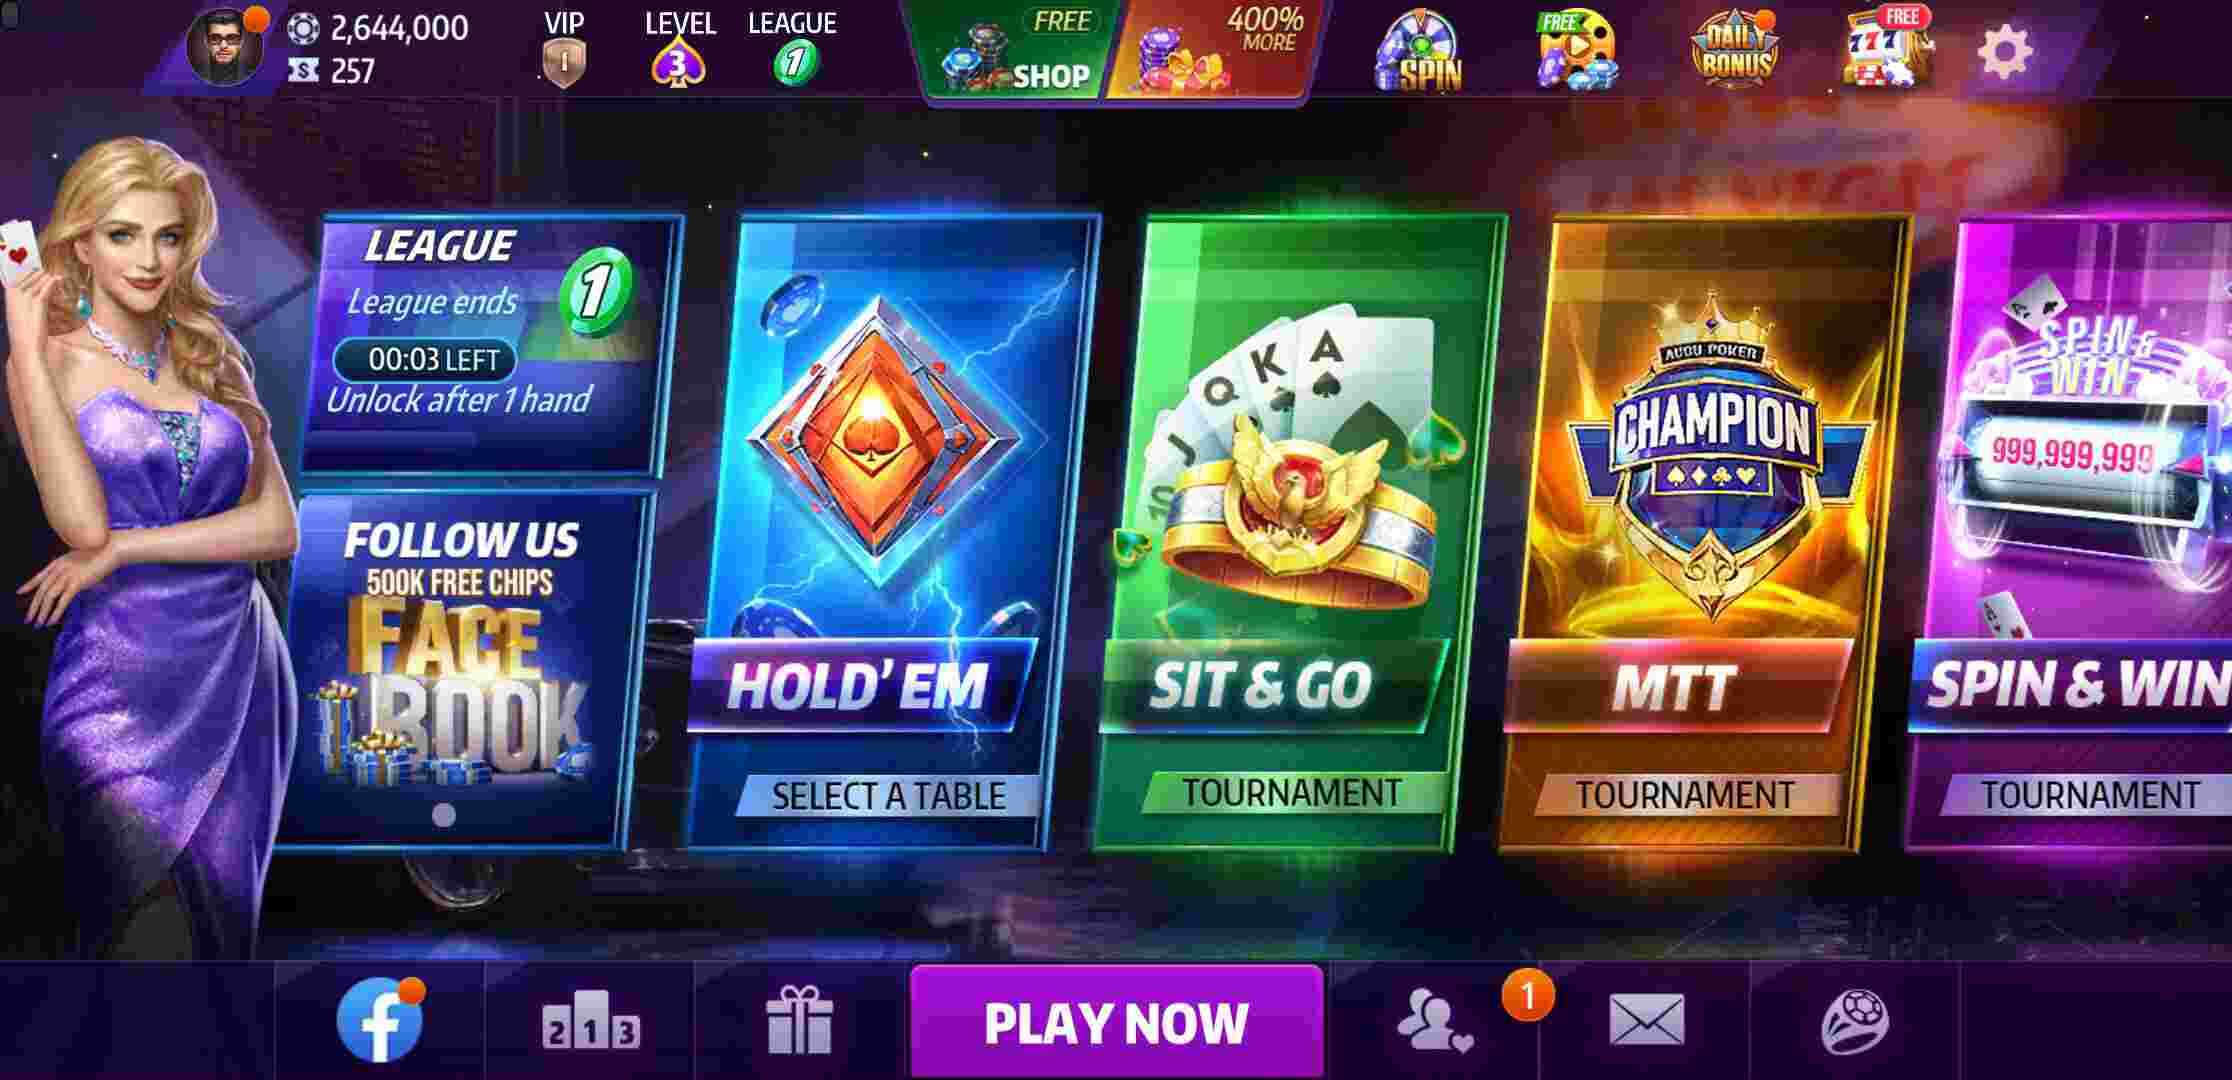 2,644,000
257
VIP
1
LEVEL
3
LEAGUE
1
FREE
SHOP
400%
MORE
SPIN
FREE
DAILY
BONUS
FREE
777
LEAGUE
1
League ends
00:03 LEFT
Unlock after 1 hand
FOLLOW US
500K FREE CHIPS
FACE
BOOK
HOLD' EM
SELECT A TABLE
10
J
Q
K
A
SIT & GO
TOURNAMENT
POKER
CHAMPION
MTT
TOURNAMENT
SPIN &
WIN
999,999,999
SPIN & WIN
TOURNAMENT
f
2 1 3
PLAY NOW
1